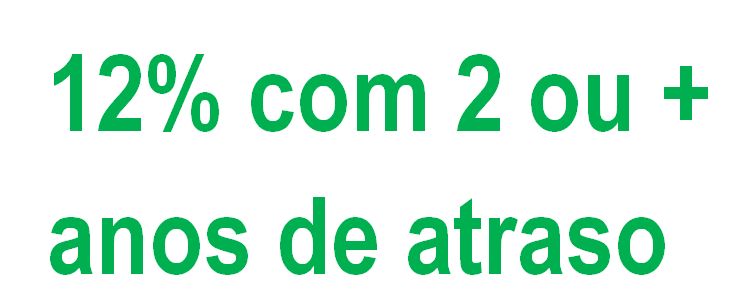 12% com 2 ou +
anos de atraso